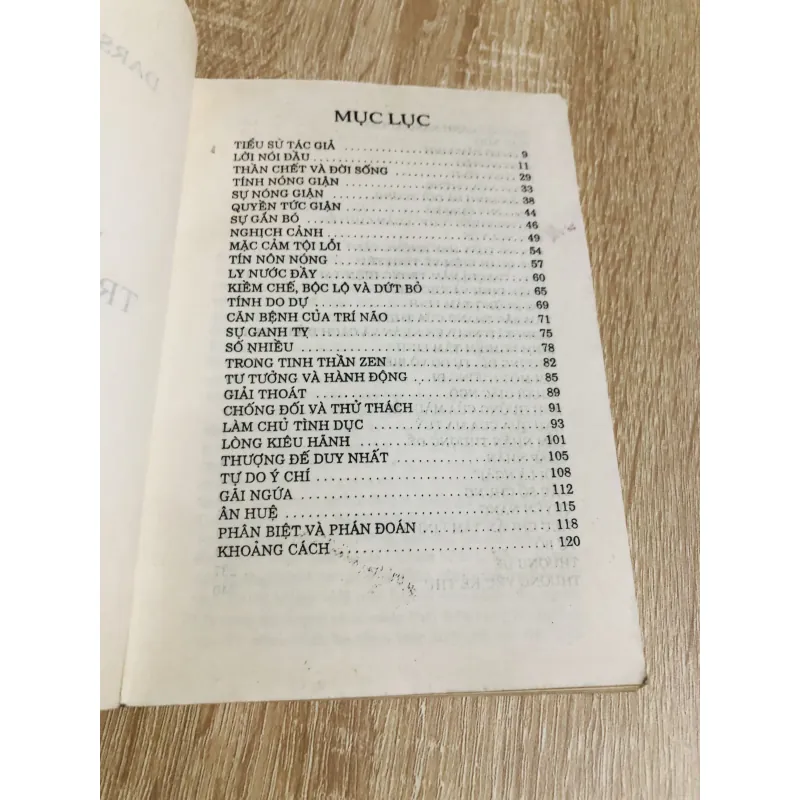 MỤC LỤC
TIỂU SỬ TÁC GIẢ ........ 9
LỜI NÓI ĐẦU ........ 11
THẦN CHẾT VÀ ĐỜI SỐNG ........ 29
TÍNH NÓNG GIẬN ........ 33
SỰ NÓNG GIẬN ........ 38
QUYỀN TỨC GIẬN ........ 44
SỰ GẮN BÓ ........ 46
NGHỊCH CẢNH ........ 49
MẶC CẢM TỘI LỖI ........ 54
TÍN NÔN NÓNG ........ 57
LY NƯỚC ĐẦY ........ 60
KIỀM CHẾ, BỘC LỘ VÀ DỨT BỎ ........ 65
TÍNH DO DỰ ........ 69
CĂN BỆNH CỦA TRÍ NÃO ........ 71
SỰ GANH TỴ ........ 75
SỐ NHIỀU ........ 78
TRONG TINH THẦN ZEN ........ 82
TƯ TƯỞNG VÀ HÀNH ĐỘNG ........ 85
GIẢI THOÁT ........ 89
CHỐNG ĐỐI VÀ THỬ THÁCH ........ 91
LÀM CHỦ TÌNH DỤC ........ 93
LÒNG KIÊU HÃNH ........ 101
THƯỢNG ĐẾ DUY NHẤT ........ 105
TỰ DO Ý CHÍ ........ 108
GÃI NGỨA ........ 112
ÂN HUỆ ........ 115
PHÂN BIỆT VÀ PHÁN ĐOÁN ........ 118
KHOẢNG CÁCH ........ 120